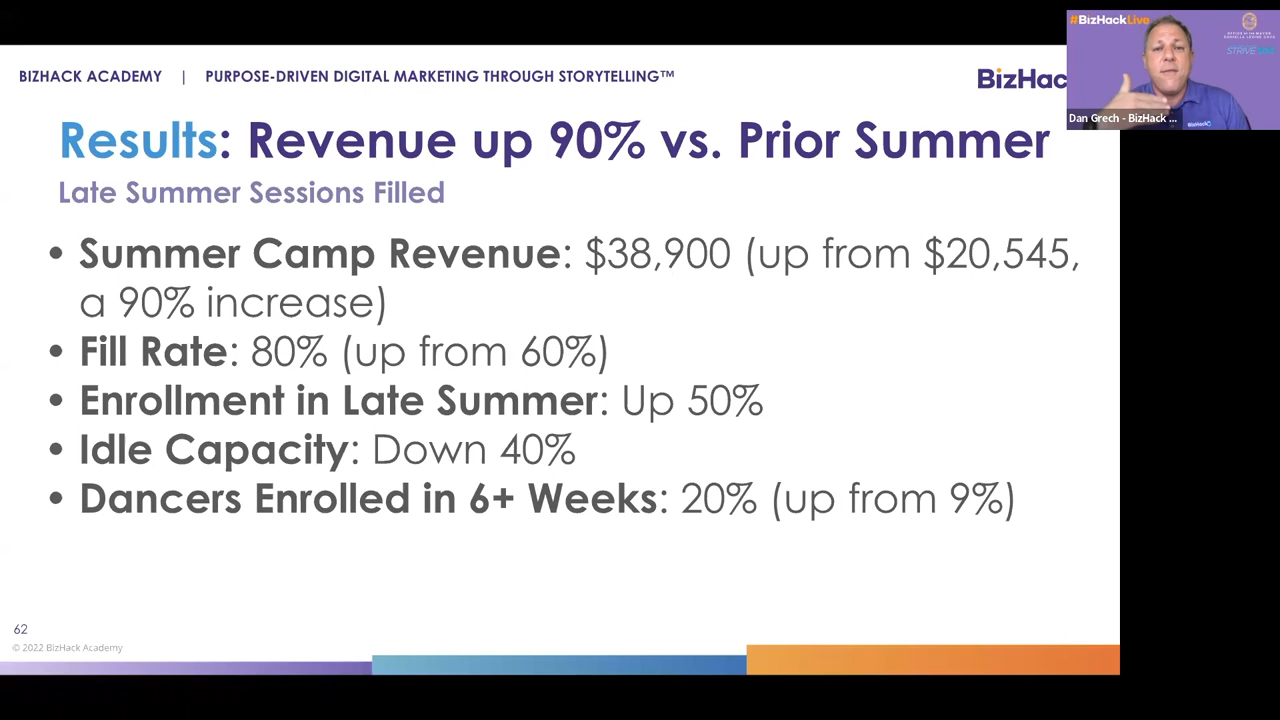 #BizHackLive
BIZHACK ACADEMY | PURPOSE-DRIVEN DIGITAL MARKETING THROUGH STORYTELLING™
BizHac
Dan Grech - BizHack ...
Results: Revenue up 90% vs. Prior Summer
Late Summer Sessions Filled
• Summer Camp Revenue: $38,900 (up from $20,545,
a 90% increase)
• Fill Rate: 80% (up from 60%)
• Enrollment in Late Summer: Up 50%
• Idle Capacity: Down 40%
• Dancers Enrolled in 6+ Weeks: 20% (up from 9%)
62
© 2022 BizHack Academy